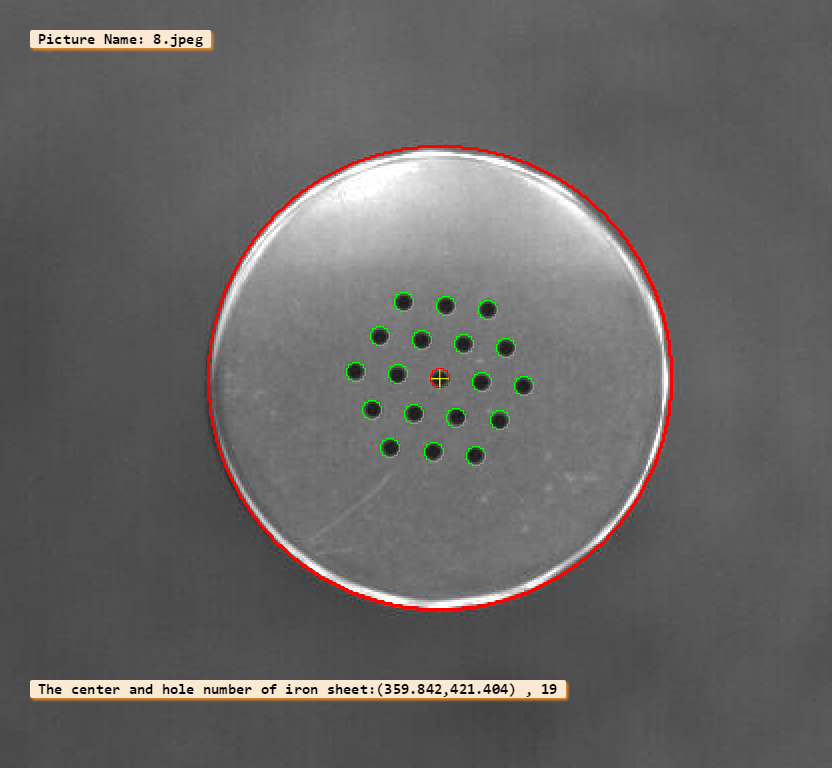 Picture Name: 8.jpeg
The center and hole number of iron sheet:(359.842,421.404) , 19